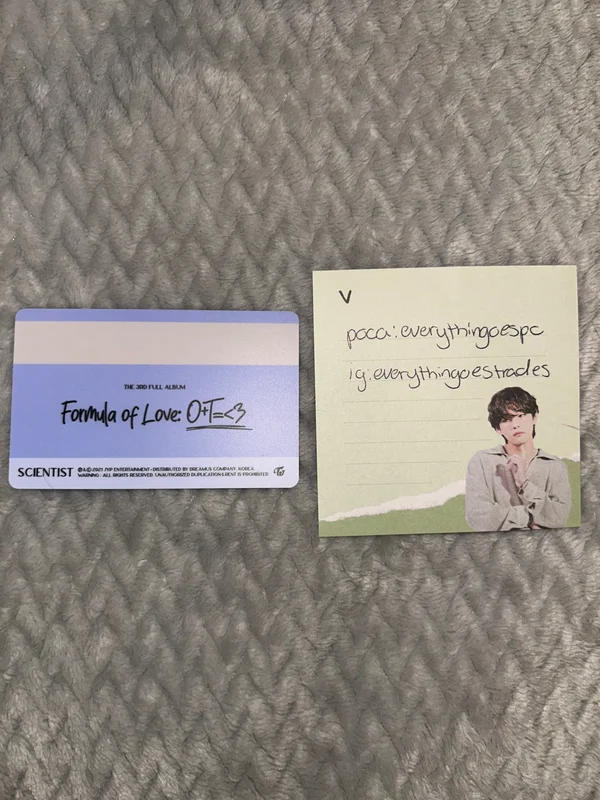 THE 3RD FULL ALBUM
Formula of Love: O+T=<3
SCIENTIST
℗&© 2021 JYP ENTERTAINMENT • DISTRIBUTED BY DREAMUS COMPANY. KOREA.
WARNING : ALL RIGHTS RESERVED. UNAUTHORIZED DUPLICATION&RENT IS PROHIBITED
V
poca: everythingoespc
ig: everythingoestrades